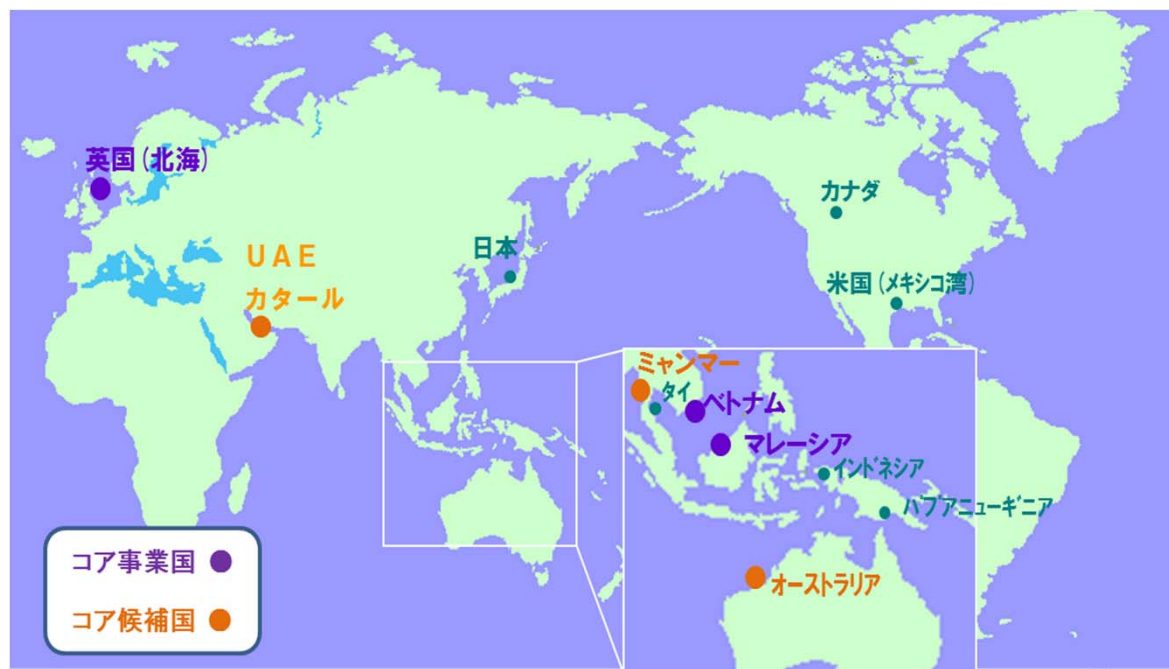 英国(北海)
UAE
カタール
日本
カナダ
米国(メキシコ湾)
ミャンマー
タイ
ベトナム
マレーシア
インドネシア
パプアニューギニア
オーストラリア
コア事業国
コア候補国